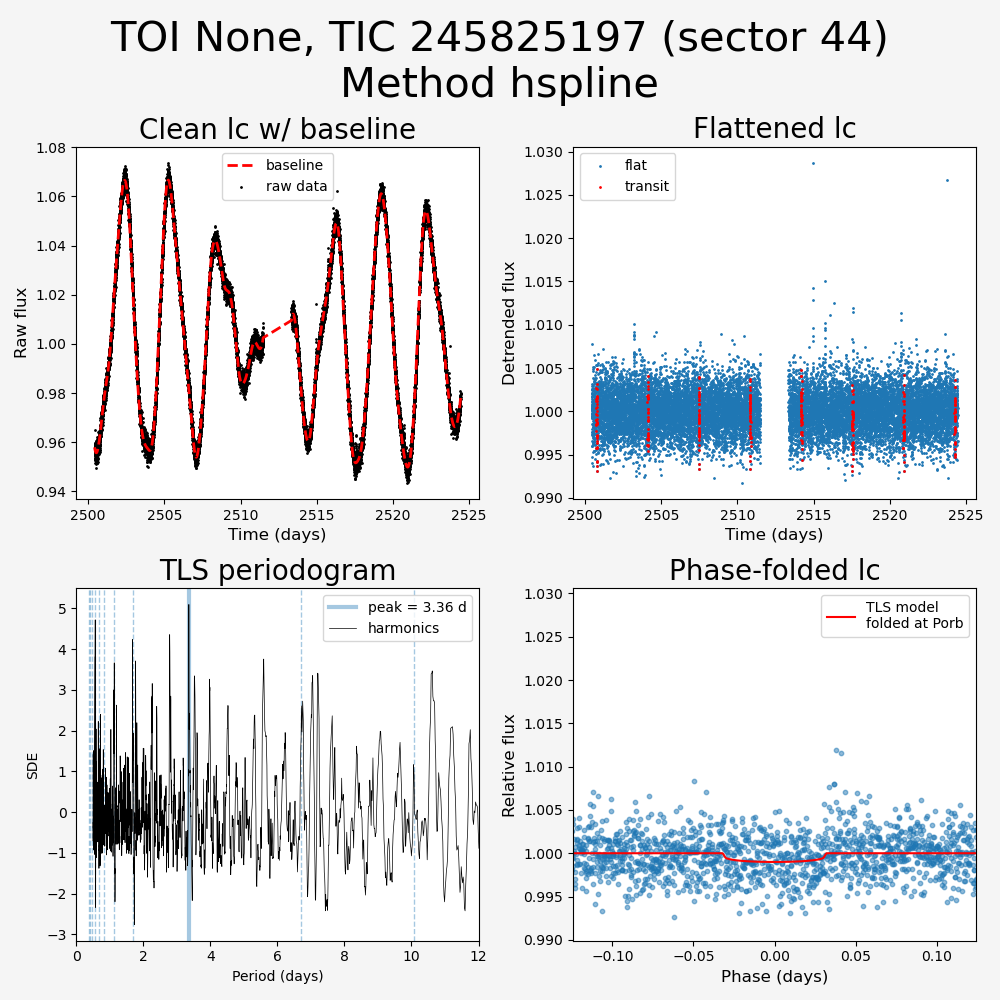 TOI None, TIC 245825197 (sector 44)
Method hspline
Clean lc w/ baseline
baseline
raw data
1.08
1.06
1.04
1.02
1.00
0.98
0.96
0.94
Raw flux
2500
2505
2510
2515
2520
2525
Time (days)
Flattened lc
flat
transit
1.030
1.025
1.020
1.015
1.010
1.005
1.000
0.995
0.990
Detrended flux
2500
2505
2510
2515
2520
2525
Time (days)
TLS periodogram
peak = 3.36 d
harmonics
5
4
3
2
1
0
−1
−2
−3
SDE
0
2
4
6
8
10
12
Period (days)
Phase-folded lc
TLS model
folded at Porb
1.030
1.025
1.020
1.015
1.010
1.005
1.000
0.995
0.990
Relative flux
−0.10
−0.05
0.00
0.05
0.10
Phase (days)